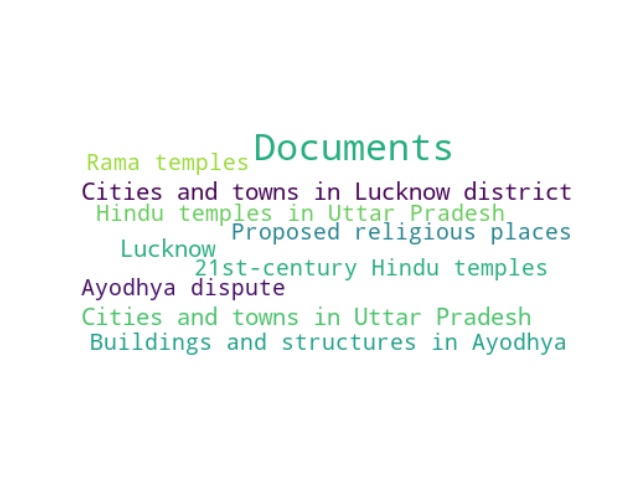 Documents
Rama temples
Cities and towns in Lucknow district
Hindu temples in Uttar Pradesh
Proposed religious places
Lucknow
21st-century Hindu temples
Ayodhya dispute
Cities and towns in Uttar Pradesh
Buildings and structures in Ayodhya